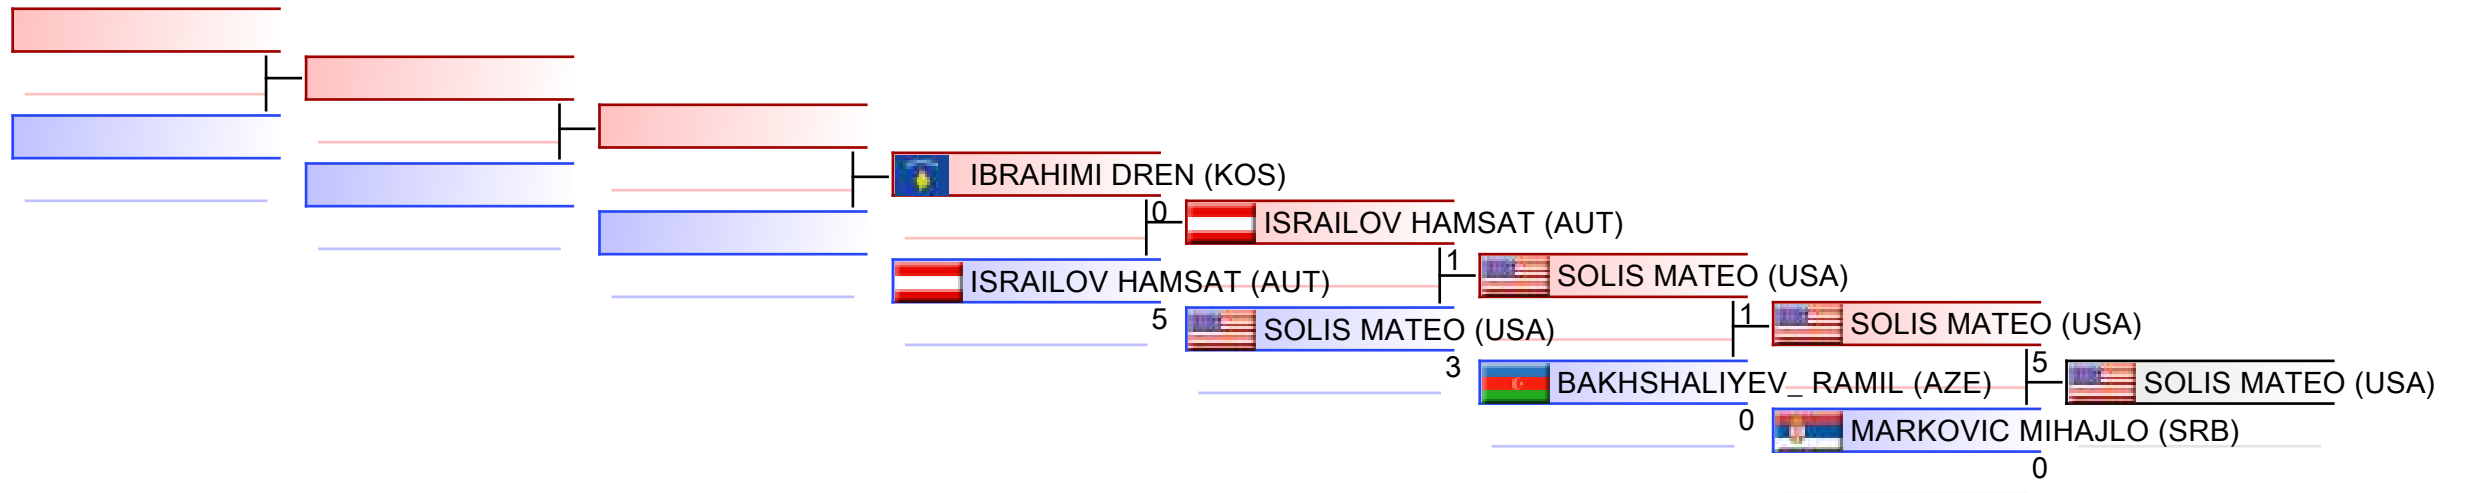 IBRAHIMI DREN (KOS)
0
ISRAILOV HAMSAT (AUT)
5
ISRAILOV HAMSAT (AUT)
1
SOLIS MATEO (USA)
3
SOLIS MATEO (USA)
1
BAKHSHALIYEV_ RAMIL (AZE)
0
SOLIS MATEO (USA)
5
MARKOVIC MIHAJLO (SRB)
0
SOLIS MATEO (USA)